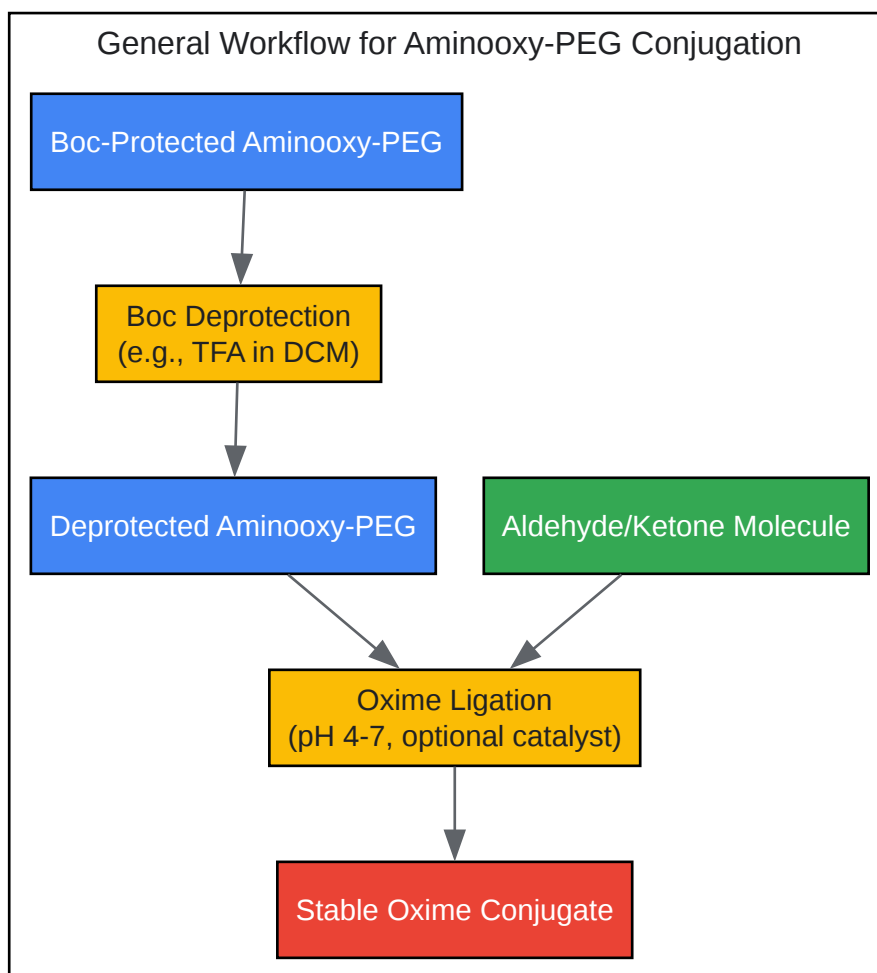 General Workflow for Aminooxy-PEG Conjugation
Boc-Protected Aminooxy-PEG
Boc Deprotection
(e.g., TFA in DCM)
Deprotected Aminooxy-PEG
Aldehyde/Ketone Molecule
Oxime Ligation
(pH 4-7, optional catalyst)
Stable Oxime Conjugate